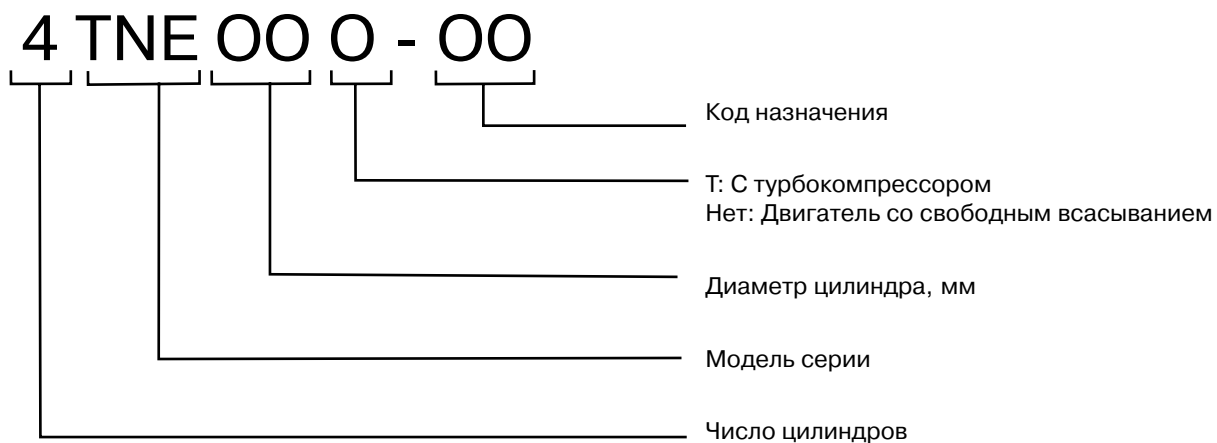 4 TNE OO O - OO
Код назначения
Т: С турбокомпрессором
Нет: Двигатель со свободным всасыванием
Диаметр цилиндра, мм
Модель серии
Число цилиндров